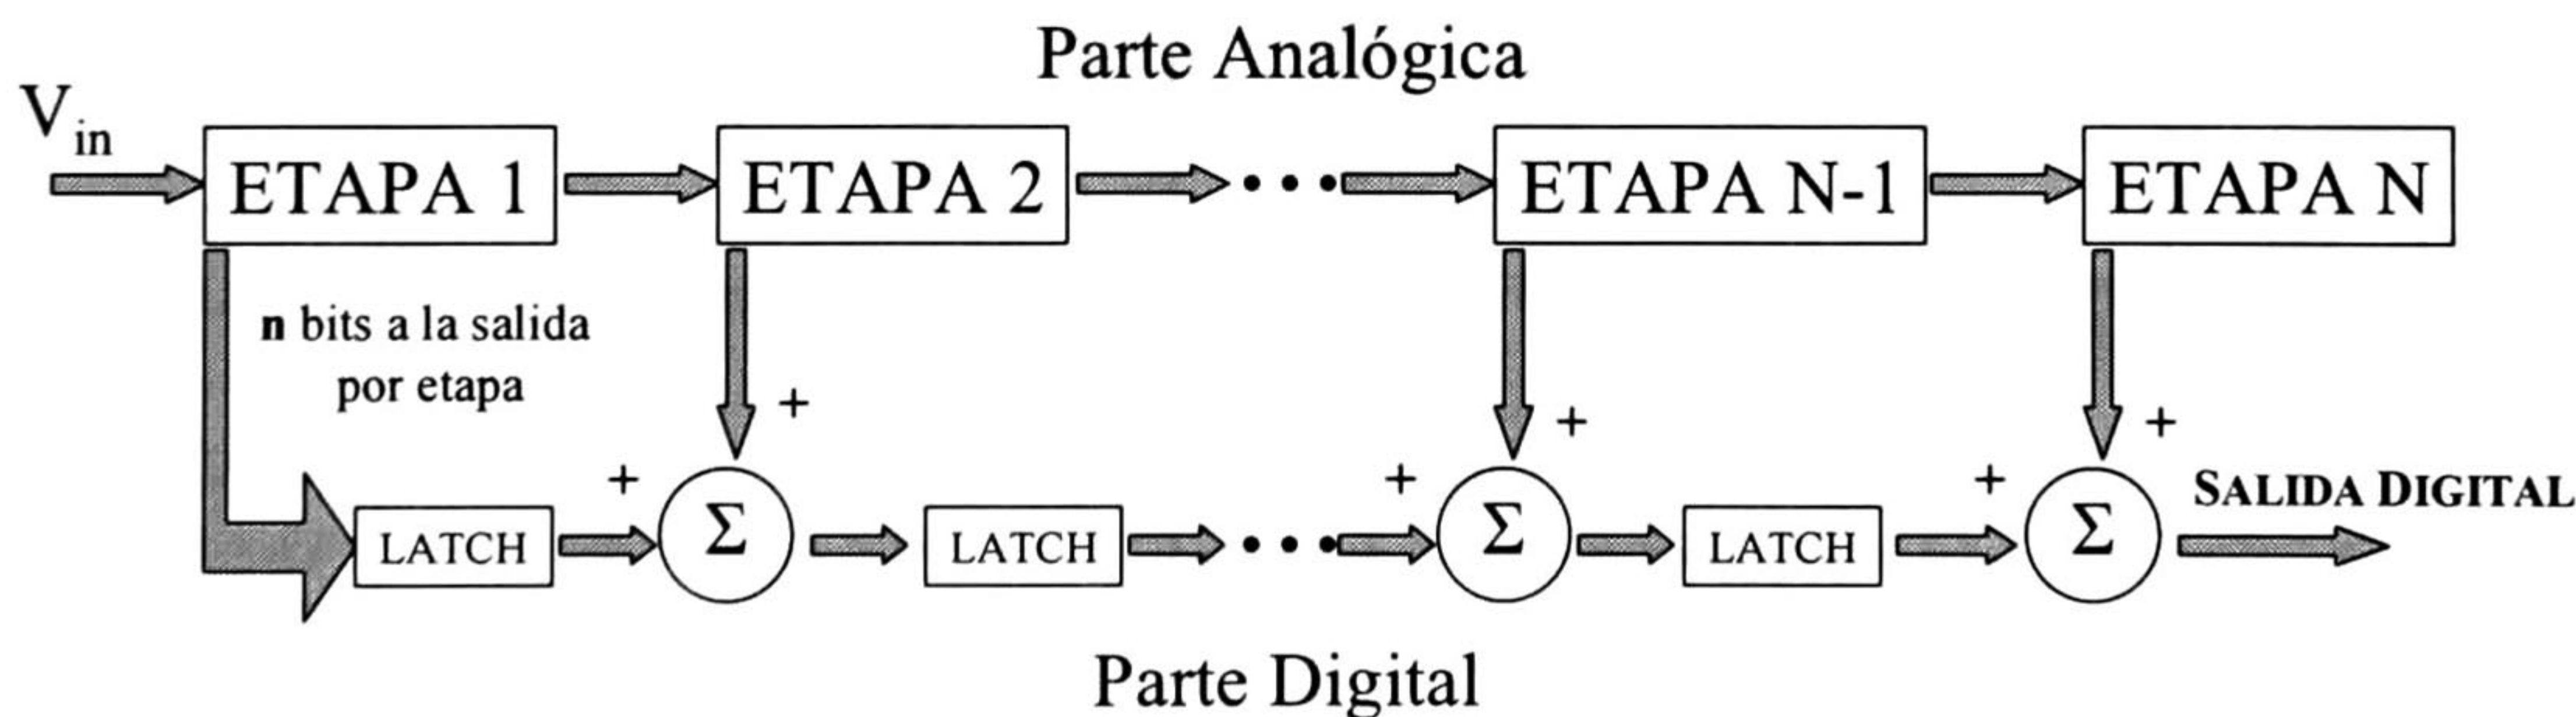 Parte Analógica
V_in
ETAPA 1
ETAPA 2
• • •
ETAPA N-1
ETAPA N
n bits a la salida
por etapa
+
+
+
+
+
+
SALIDA DIGITAL
LATCH
Σ
LATCH
• • •
Σ
LATCH
Σ
Parte Digital